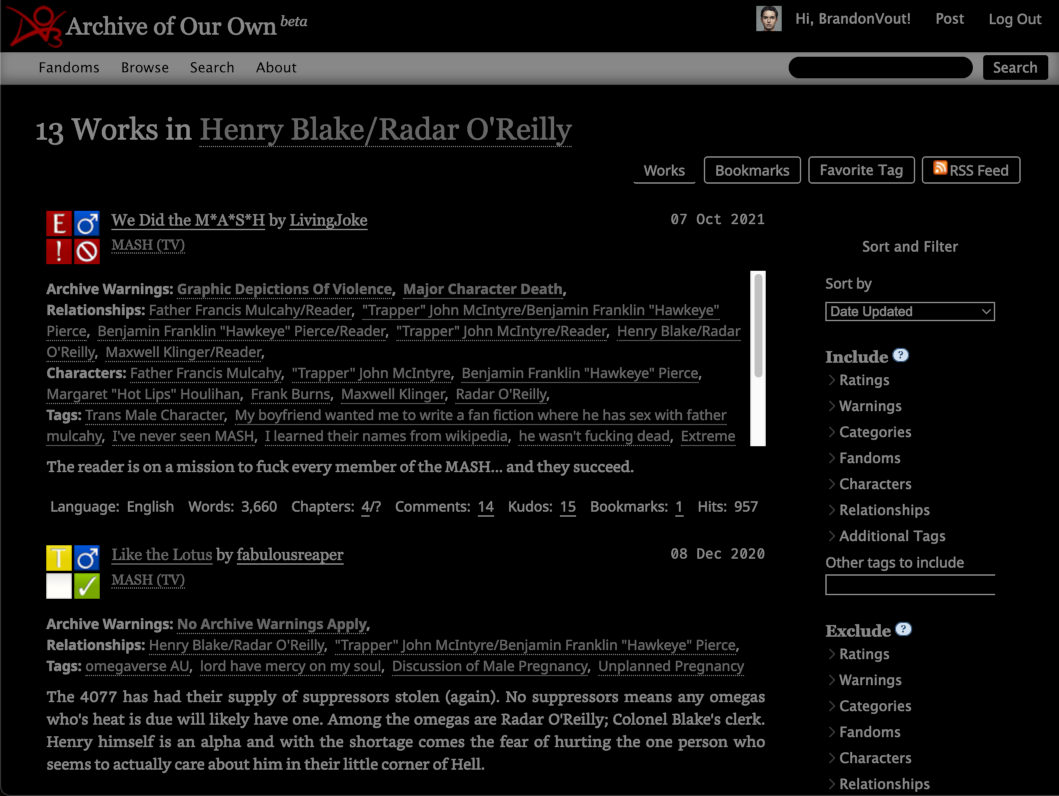 Archive of Our Own beta
Hi, BrandonVout!
Post
Log Out
Fandoms
Browse
Search
About
Search
13 Works in Henry Blake/Radar O'Reilly
Works
Bookmarks
Favorite Tag
RSS Feed
E
!
We Did the M*A*S*H by LivingJoke
07 Oct 2021
MASH (TV)
Archive Warnings: Graphic Depictions Of Violence, Major Character Death,
Relationships: Father Francis Mulcahy/Reader, "Trapper" John McIntyre/Benjamin Franklin "Hawkeye"
Pierce, Benjamin Franklin "Hawkeye" Pierce/Reader, "Trapper" John McIntyre/Reader, Henry Blake/Radar
O'Reilly, Maxwell Klinger/Reader,
Characters: Father Francis Mulcahy, "Trapper" John McIntyre, Benjamin Franklin "Hawkeye" Pierce,
Margaret "Hot Lips" Houlihan, Frank Burns, Maxwell Klinger, Radar O'Reilly,
Tags: Trans Male Character, My boyfriend wanted me to write a fan fiction where he has sex with father
mulcahy, I've never seen MASH, I learned their names from wikipedia, he wasn't fucking dead, Extreme
The reader is on a mission to fuck every member of the MASH... and they succeed.
Language: English Words: 3,660 Chapters: 4/? Comments: 14 Kudos: 15 Bookmarks: 1 Hits: 957
T
Like the Lotus by fabulousreaper
08 Dec 2020
MASH (TV)
Archive Warnings: No Archive Warnings Apply,
Relationships: Henry Blake/Radar O'Reilly, "Trapper" John McIntyre/Benjamin Franklin "Hawkeye" Pierce,
Tags: omegaverse AU, lord have mercy on my soul, Discussion of Male Pregnancy, Unplanned Pregnancy
The 4077 has had their supply of suppressors stolen (again). No suppressors means any omegas
who's heat is due will likely have one. Among the omegas are Radar O'Reilly; Colonel Blake's clerk.
Henry himself is an alpha and with the shortage comes the fear of hurting the one person who
seems to actually care about him in their little corner of Hell.
Sort and Filter
Sort by
Date Updated
Include ?
Ratings
Warnings
Categories
Fandoms
Characters
Relationships
Additional Tags
Other tags to include
Exclude ?
Ratings
Warnings
Categories
Fandoms
Characters
Relationships